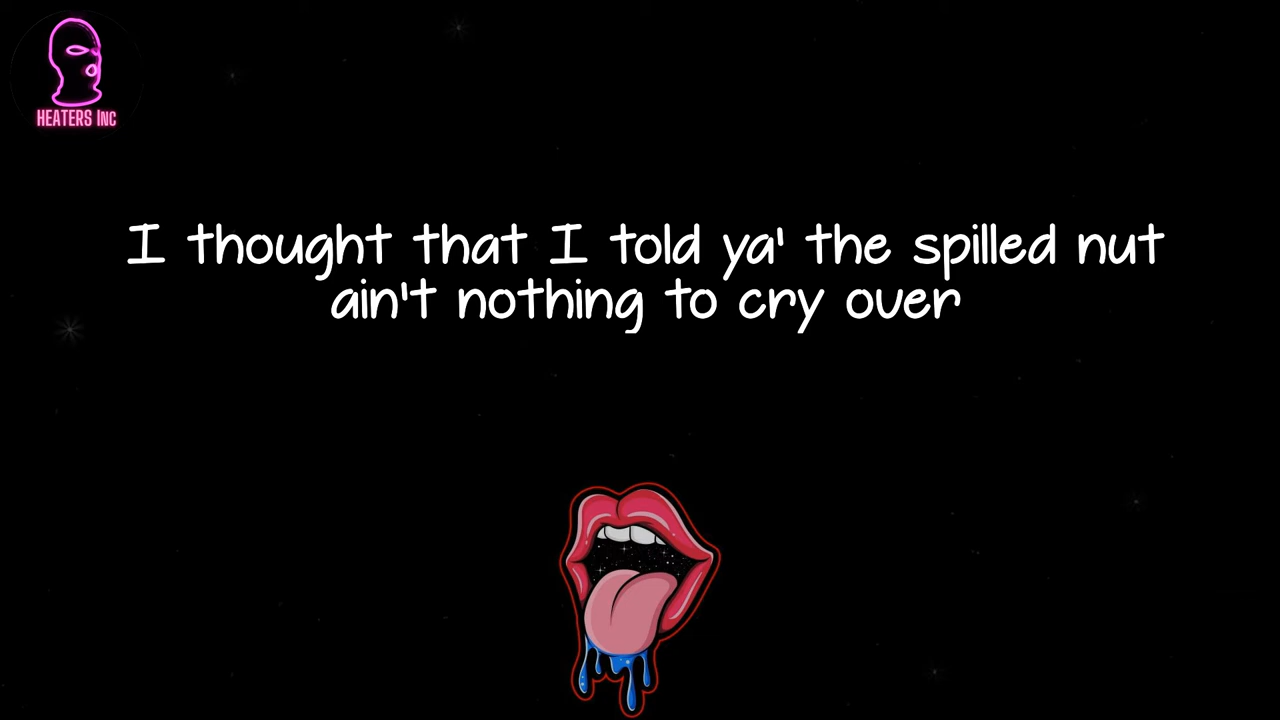 HEATERS INC
I thought that I told ya' the spilled nut
ain't nothing to cry over